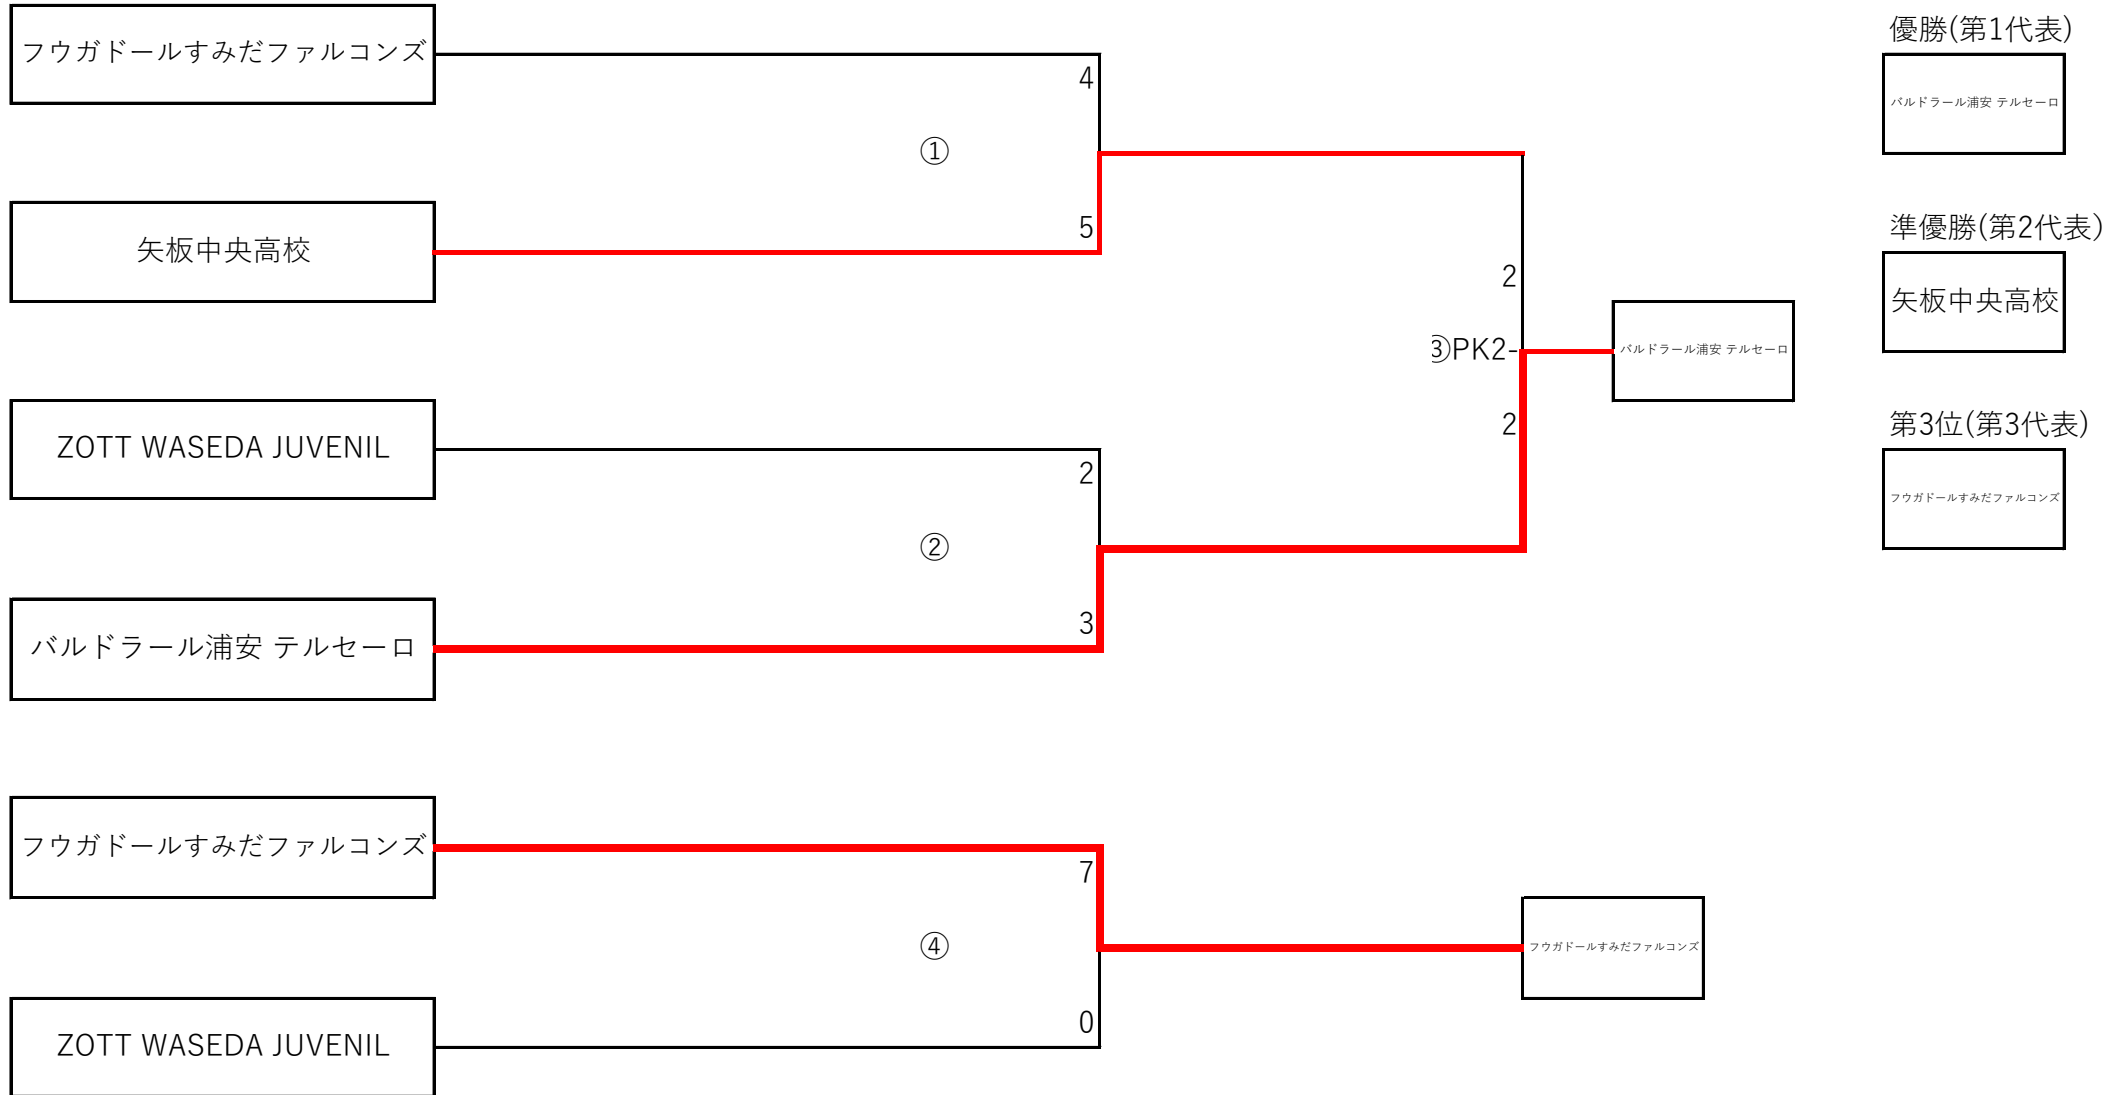 フウガドールすみだファルコンズ
4
①
矢板中央高校
5
ZOTT WASEDA JUVENIL
2
②
バルドラール浦安 テルセーロ
3
2
③PK2-
2
バルドラール浦安 テルセーロ
フウガドールすみだファルコンズ
7
④
ZOTT WASEDA JUVENIL
0
フウガドールすみだファルコンズ
優勝(第1代表)
バルドラール浦安 テルセーロ
準優勝(第2代表)
矢板中央高校
第3位(第3代表)
フウガドールすみだファルコンズ